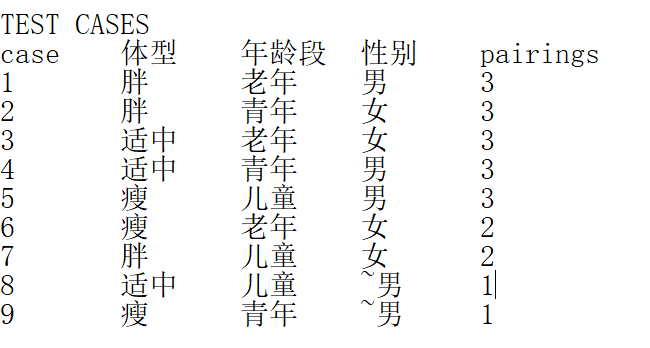 TEST CASES
case 体型 年龄段 性别 pairings
1 胖 老年 男 3
2 胖 青年 女 3
3 适中 老年 女 3
4 适中 青年 男 3
5 瘦 儿童 男 3
6 瘦 老年 女 2
7 胖 儿童 女 2
8 适中 儿童 ~男 1
9 瘦 青年 ~男 1